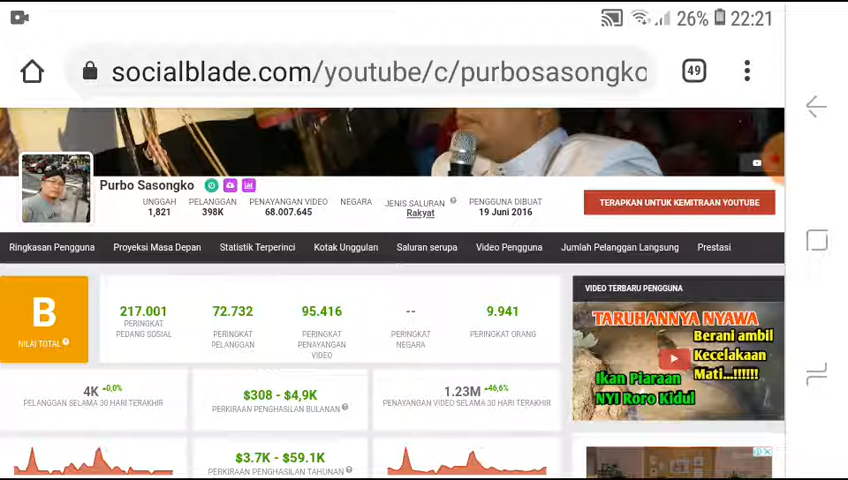 26% 22:21
socialblade.com/youtube/c/purbosasongko
49
Purbo Sasongko
UNGGAH PELANGGAN PENAYANGAN VIDEO NEGARA JENIS SALURAN PENGGUNA DIBUAT
1,821 398K 68.007.645 Rakyat 19 Juni 2016
TERAPKAN UNTUK KEMITRAAN YOUTUBE
Ringkasan Pengguna Proyeksi Masa Depan Statistik Terperinci Kotak Unggulan Saluran serupa Video Pengguna Jumlah Pelanggan Langsung Prestasi
B
NILAI TOTAL
217.001
PERINGKAT
PEDANG SOSIAL
72.732
PERINGKAT
PELANGGAN
95.416
PERINGKAT
PENAYANGAN
VIDEO
--
PERINGKAT
NEGARA
9.941
PERINGKAT ORANG
VIDEO TERBARU PENGGUNA
TARUHANNYA NYAWA
Berani ambil
Kecelakaan
Mati...!!!!!!
Ikan Piaraan
NYI Roro Kidul
4K +0,0%
PELANGGAN SELAMA 30 HARI TERAKHIR
$308 - $4,9K
PERKIRAAN PENGHASILAN BULANAN
1.23M +46,6%
PENAYANGAN VIDEO SELAMA 30 HARI TERAKHIR
$3.7K - $59.1K
PERKIRAAN PENGHASILAN TAHUNAN